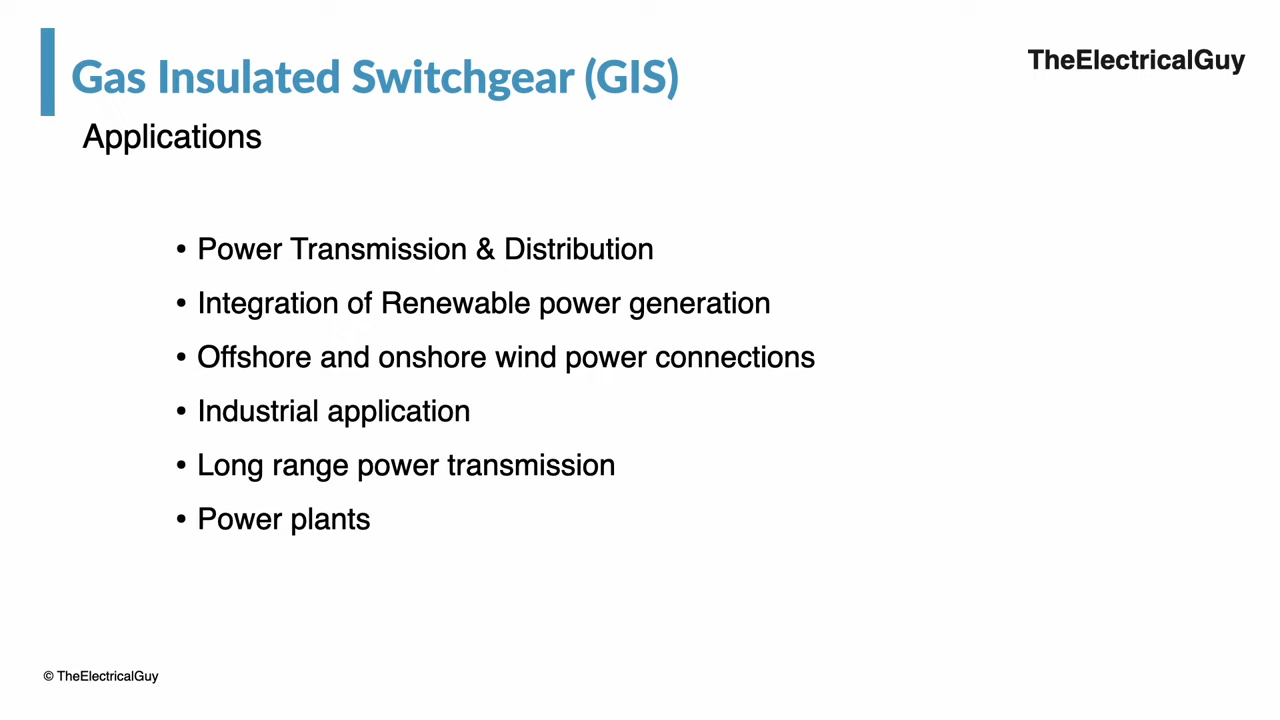 Gas Insulated Switchgear (GIS)
TheElectricalGuy
Applications
• Power Transmission & Distribution
• Integration of Renewable power generation
• Offshore and onshore wind power connections
• Industrial application
• Long range power transmission
• Power plants
© TheElectricalGuy